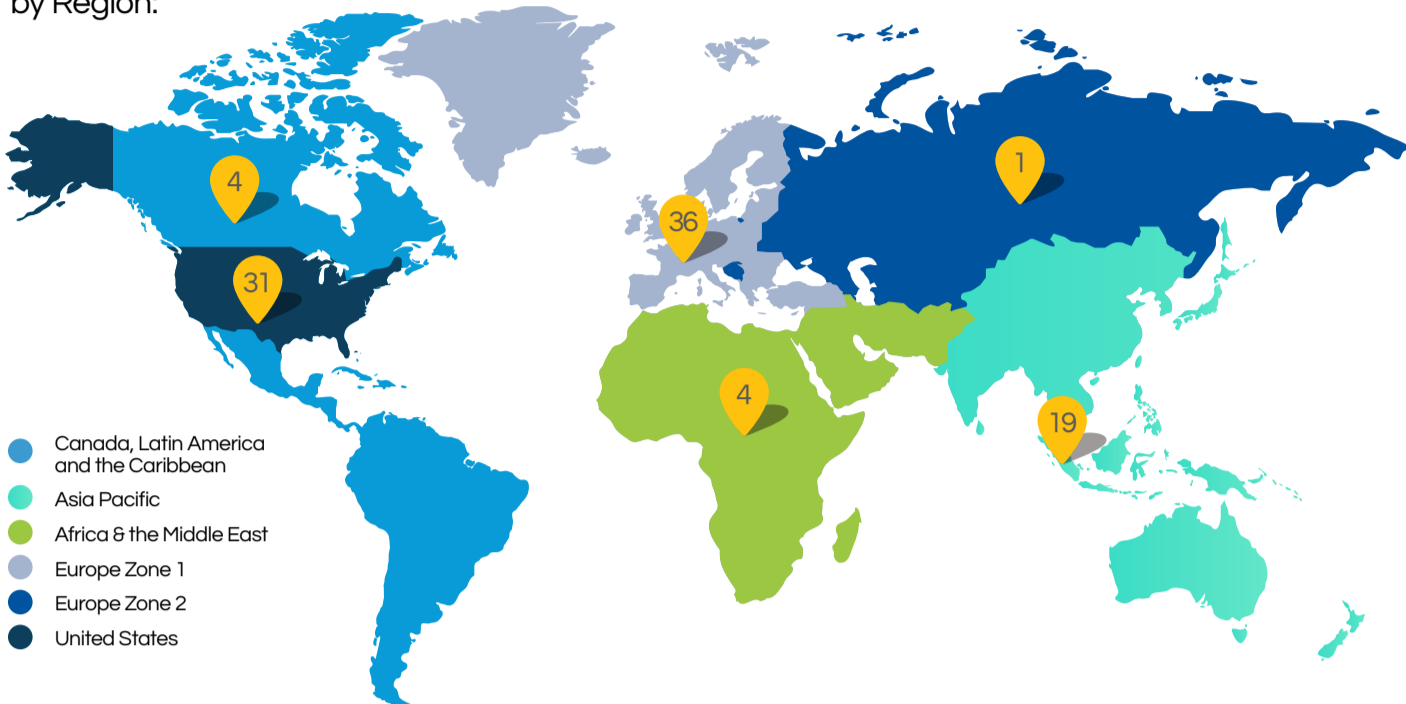 by Region:
4
1
36
31
4
19
Canada, Latin America
and the Caribbean
Asia Pacific
Africa & the Middle East
Europe Zone 1
Europe Zone 2
United States